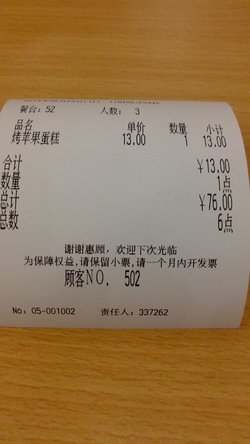 餐台: 52 人数: 3
品名 单价 数量 小计
烤苹果蛋糕 13.00 1 13.00
合计 ¥13.00
数量 1点
总计 ¥76.00
总数 6点
谢谢惠顾，欢迎下次光临
为保障权益,请保留小票,请一个月内开发票
顾客NO. 502
No: 05-001002 责任人: 337262